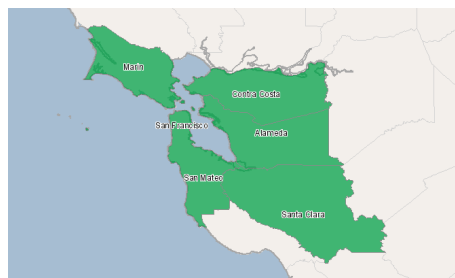 Marin
Contra Costa
San Francisco
Alameda
San Mateo
Santa Clara